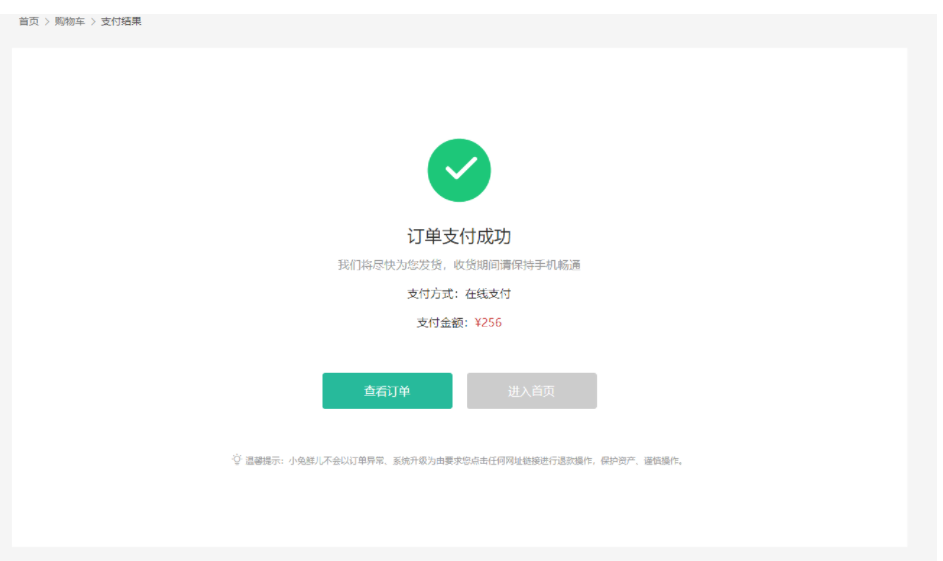 首页 > 购物车 > 支付结果
订单支付成功
我们将尽快为您发货，收货期间请保持手机畅通
支付方式：在线支付
支付金额：¥256
查看订单 进入首页
温馨提示：小兔鲜儿不会以订单异常、系统升级为由要求您点击任何网址链接进行退款操作，保护资产、谨慎操作。